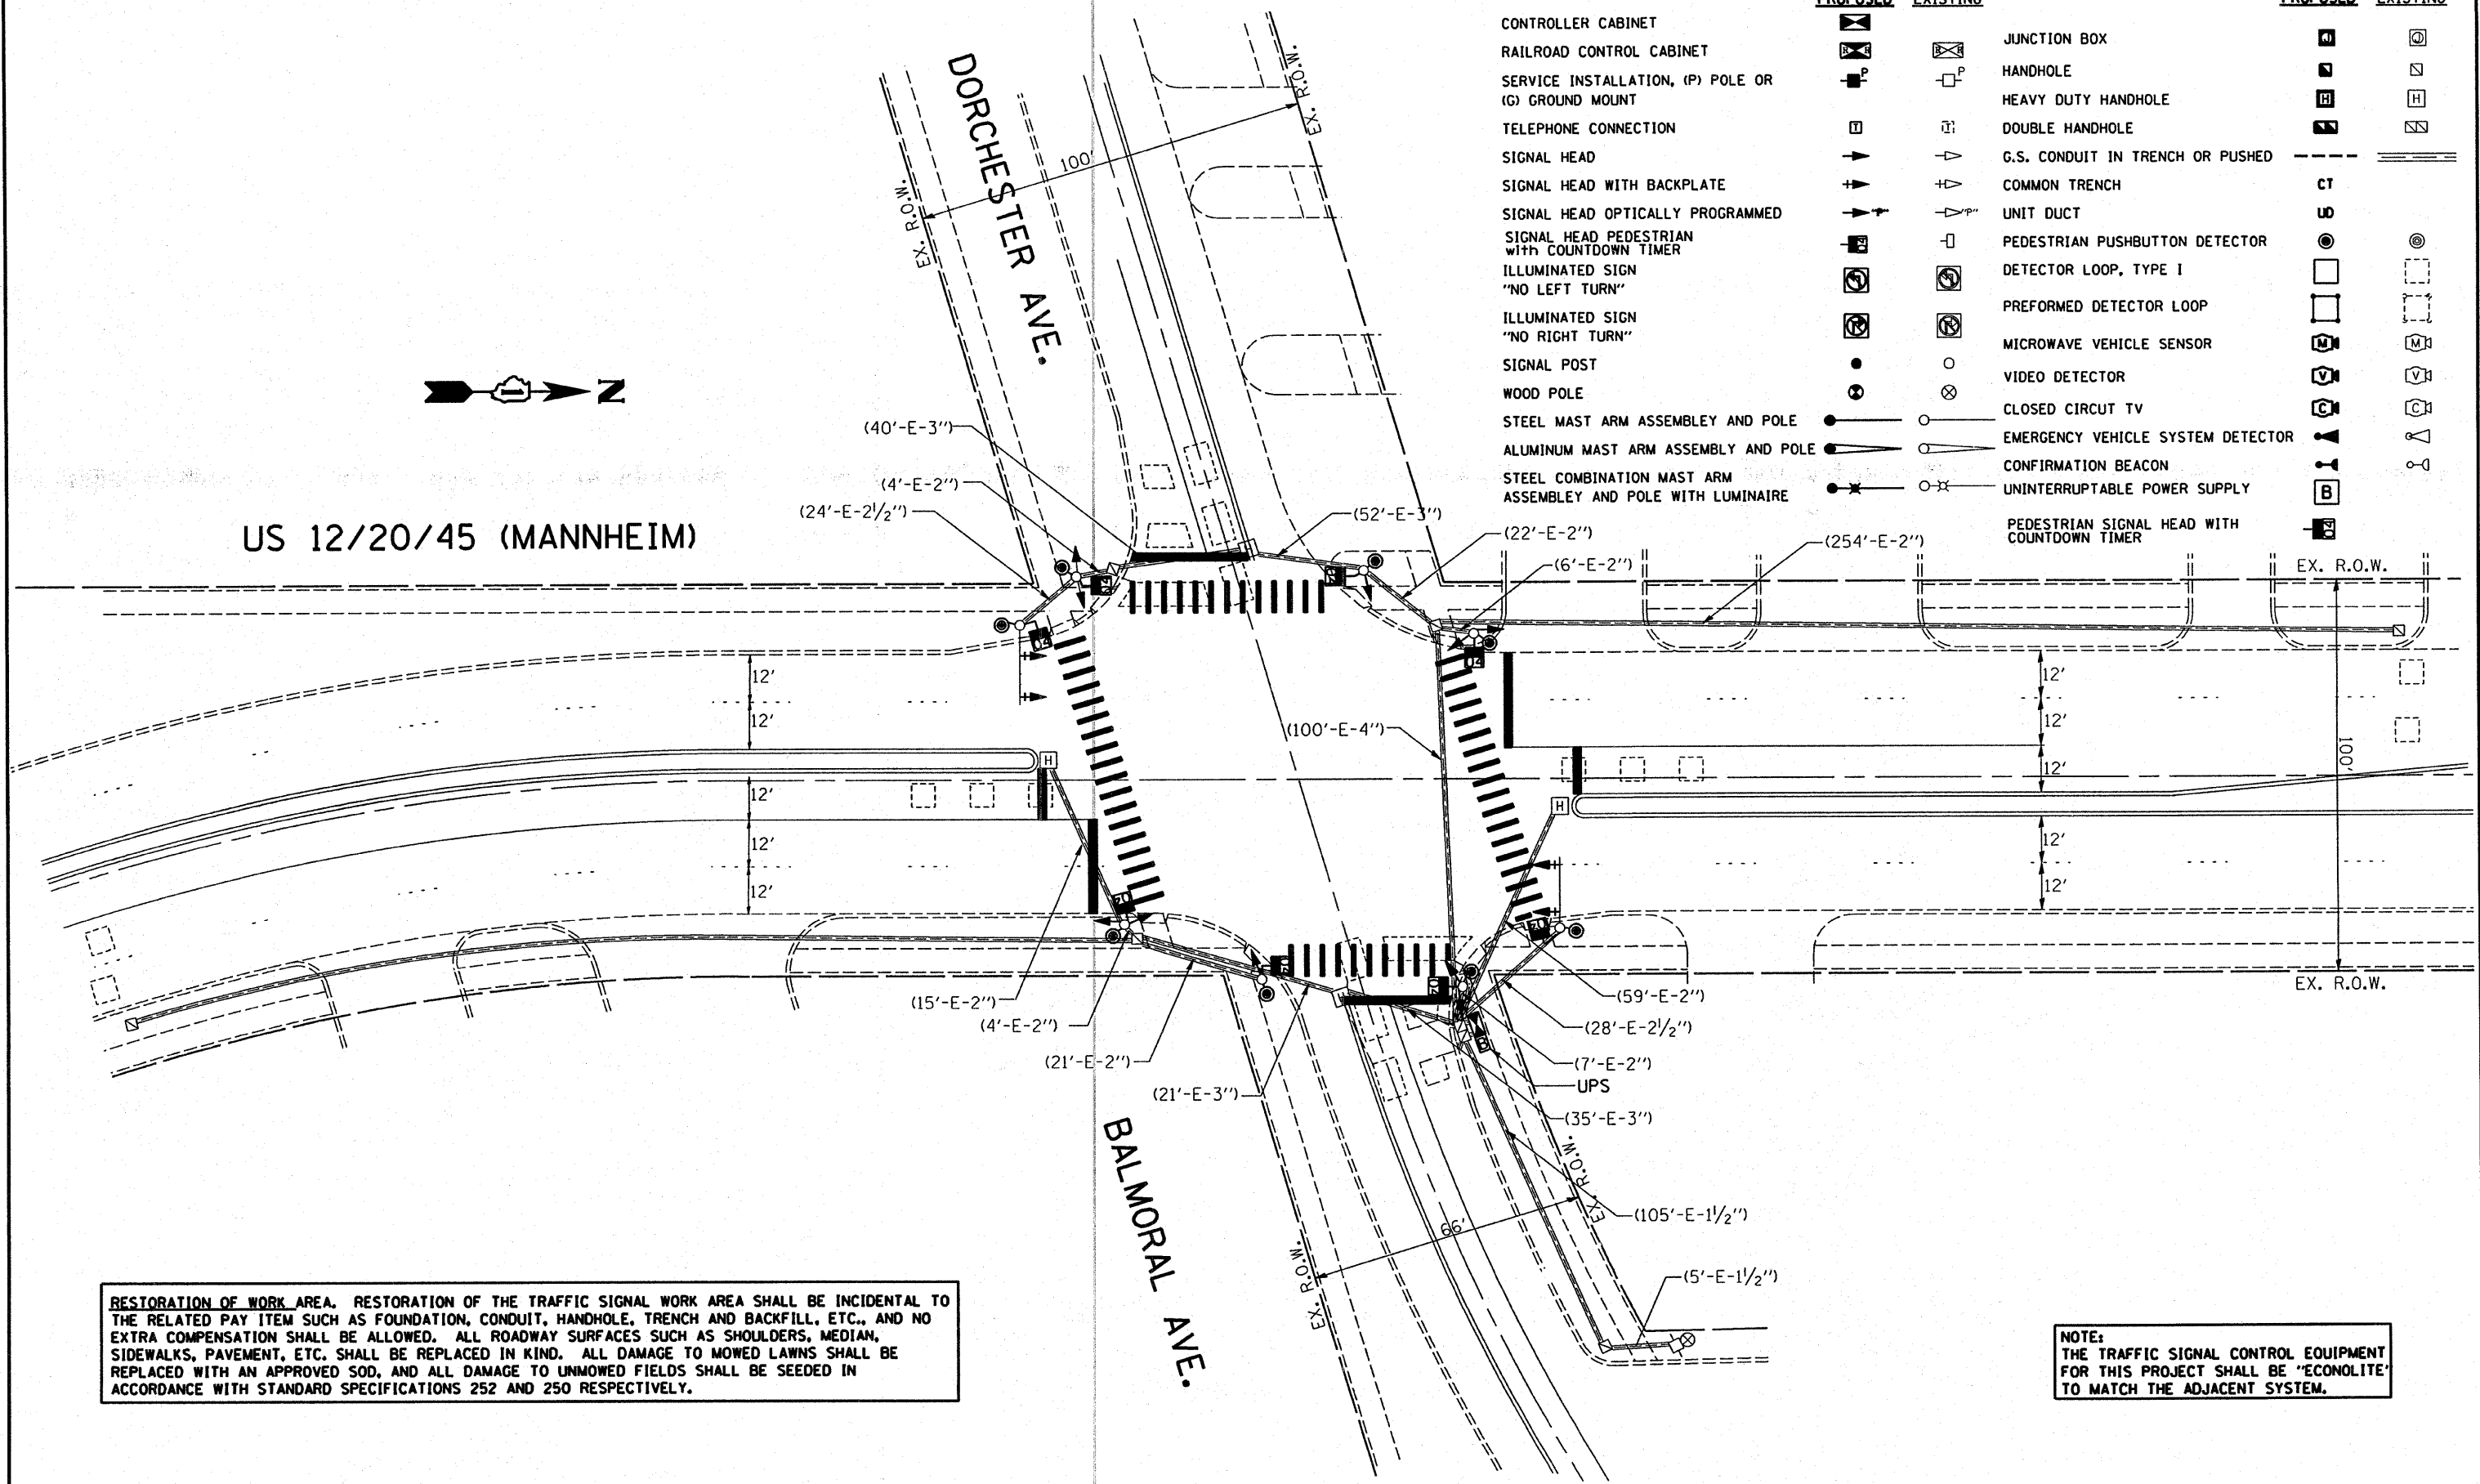 PROPOSED EXISTING
CONTROLLER CABINET
RAILROAD CONTROL CABINET
SERVICE INSTALLATION, (P) POLE OR
(G) GROUND MOUNT
TELEPHONE CONNECTION
SIGNAL HEAD
SIGNAL HEAD WITH BACKPLATE
SIGNAL HEAD OPTICALLY PROGRAMMED
"P" "P"
SIGNAL HEAD PEDESTRIAN
with COUNTDOWN TIMER
ILLUMINATED SIGN
"NO LEFT TURN"
ILLUMINATED SIGN
"NO RIGHT TURN"
SIGNAL POST
WOOD POLE
STEEL MAST ARM ASSEMBLEY AND POLE
ALUMINUM MAST ARM ASSEMBLY AND POLE
STEEL COMBINATION MAST ARM
ASSEMBLEY AND POLE WITH LUMINAIRE
PROPOSED EXISTING
JUNCTION BOX
HANDHOLE
HEAVY DUTY HANDHOLE H H
DOUBLE HANDHOLE
G.S. CONDUIT IN TRENCH OR PUSHED
COMMON TRENCH CT
UNIT DUCT UD
PEDESTRIAN PUSHBUTTON DETECTOR
DETECTOR LOOP, TYPE I
PREFORMED DETECTOR LOOP
MICROWAVE VEHICLE SENSOR M M
VIDEO DETECTOR V V
CLOSED CIRCUT TV C C
EMERGENCY VEHICLE SYSTEM DETECTOR
CONFIRMATION BEACON
UNINTERRUPTABLE POWER SUPPLY B
PEDESTRIAN SIGNAL HEAD WITH
COUNTDOWN TIMER
DORCHESTER AVE.
EX. R.O.W.
EX. R.O.W.
EX. R.O.W.
EX. R.O.W.
100'
N
US 12/20/45 (MANNHEIM)
(40'-E-3")
(4'-E-2")
(24'-E-2½")
(52'-E-3")
(22'-E-2")
(6'-E-2")
(254'-E-2")
EX. R.O.W.
12'
12'
12'
12'
12'
H
(100'-E-4")
H
12'
12'
12'
12'
12'
100'
EX. R.O.W.
(15'-E-2")
(4'-E-2")
(21'-E-2")
(21'-E-3")
(59'-E-2")
(28'-E-2½")
(7'-E-2")
UPS
B
(35'-E-3")
(105'-E-1½")
(5'-E-1½")
BALMORAL AVE.
EX. R.O.W.
EX. R.O.W.
66'
RESTORATION OF WORK AREA. RESTORATION OF THE TRAFFIC SIGNAL WORK AREA SHALL BE INCIDENTAL TO
THE RELATED PAY ITEM SUCH AS FOUNDATION, CONDUIT, HANDHOLE, TRENCH AND BACKFILL, ETC., AND NO
EXTRA COMPENSATION SHALL BE ALLOWED. ALL ROADWAY SURFACES SUCH AS SHOULDERS, MEDIAN,
SIDEWALKS, PAVEMENT, ETC. SHALL BE REPLACED IN KIND. ALL DAMAGE TO MOWED LAWNS SHALL BE
REPLACED WITH AN APPROVED SOD, AND ALL DAMAGE TO UNMOWED FIELDS SHALL BE SEEDED IN
ACCORDANCE WITH STANDARD SPECIFICATIONS 252 AND 250 RESPECTIVELY.
NOTE:
THE TRAFFIC SIGNAL CONTROL EQUIPMENT
FOR THIS PROJECT SHALL BE "ECONOLITE"
TO MATCH THE ADJACENT SYSTEM.